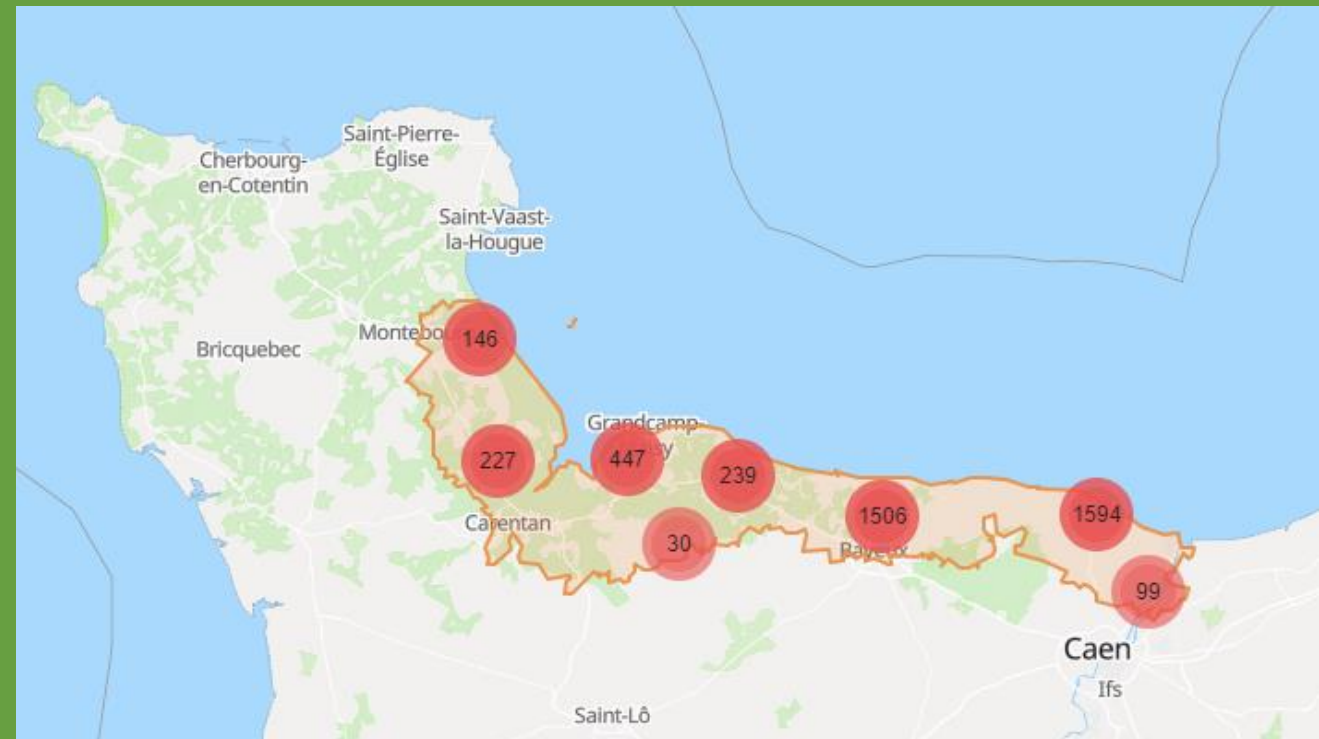 Saint-Pierre-
Église
Cherbourg-
en-Cotentin
Saint-Vaast-
la-Hougue
146
Bricquebec
Grandcamp-
447
227
239
1506
1594
Carentan
30
99
Caen
Ifs
Saint-Lô